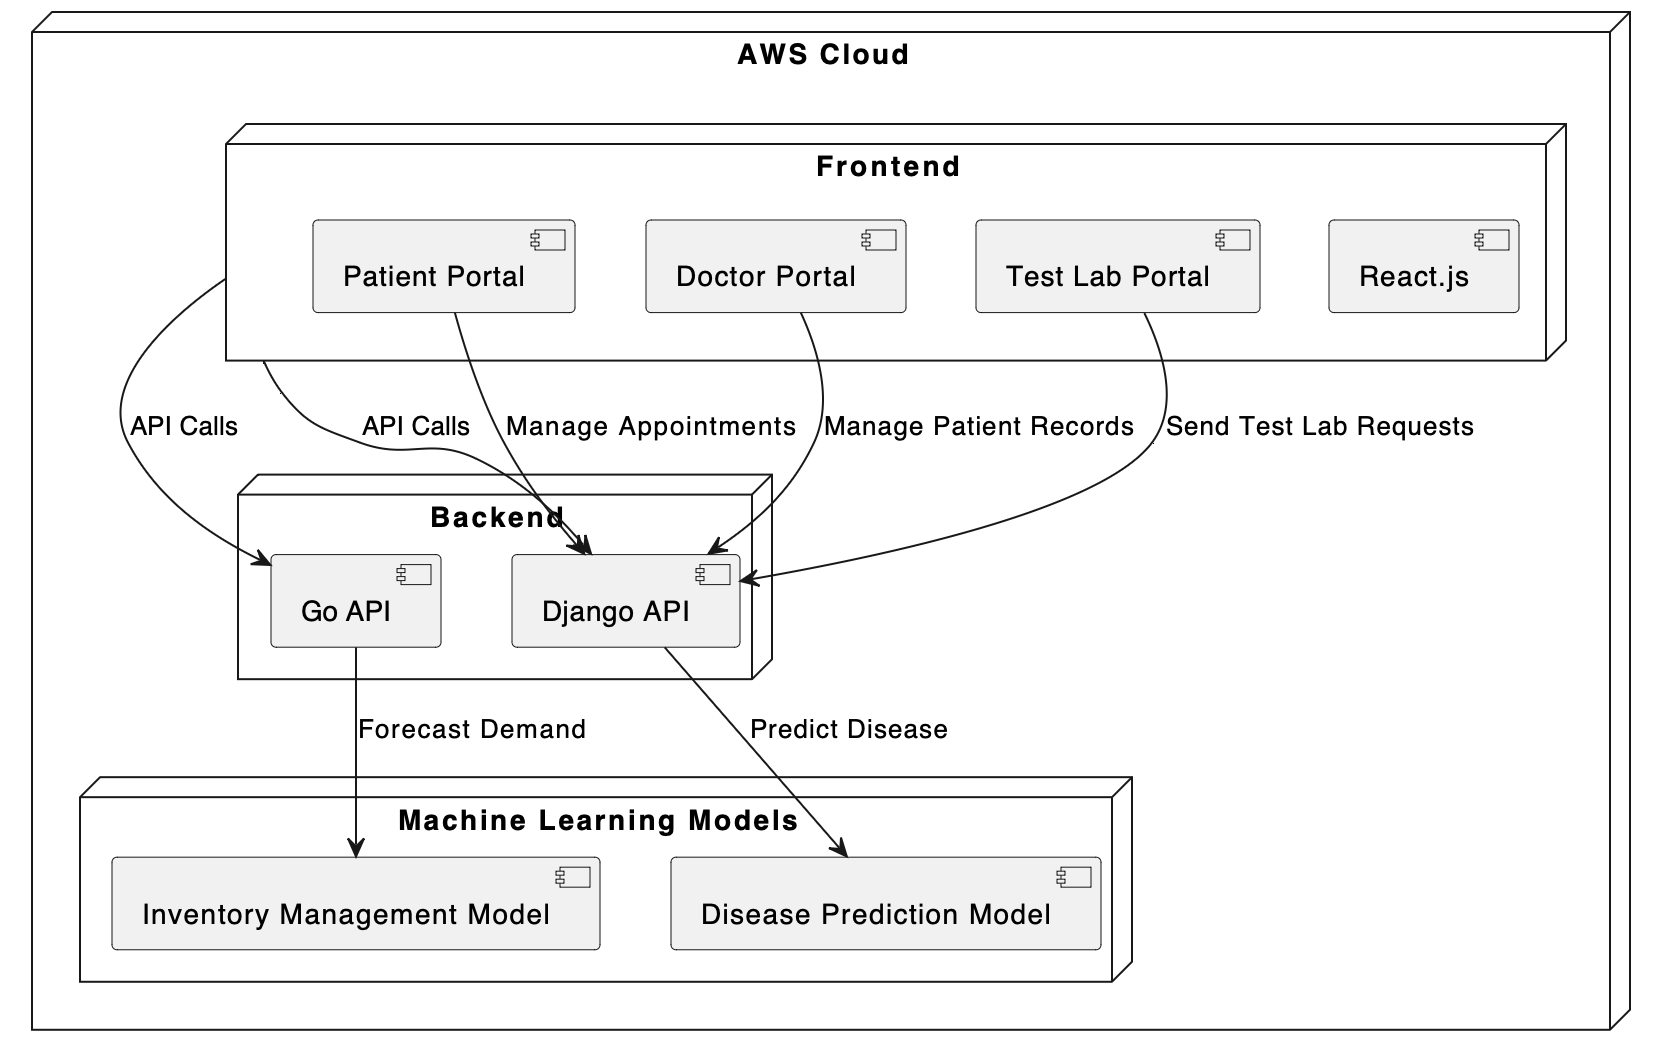 AWS Cloud
Frontend
Patient Portal
Doctor Portal
Test Lab Portal
React.js
API Calls
API Calls
Manage Appointments
Manage Patient Records
Send Test Lab Requests
Backend
Go API
Django API
Forecast Demand
Predict Disease
Machine Learning Models
Inventory Management Model
Disease Prediction Model